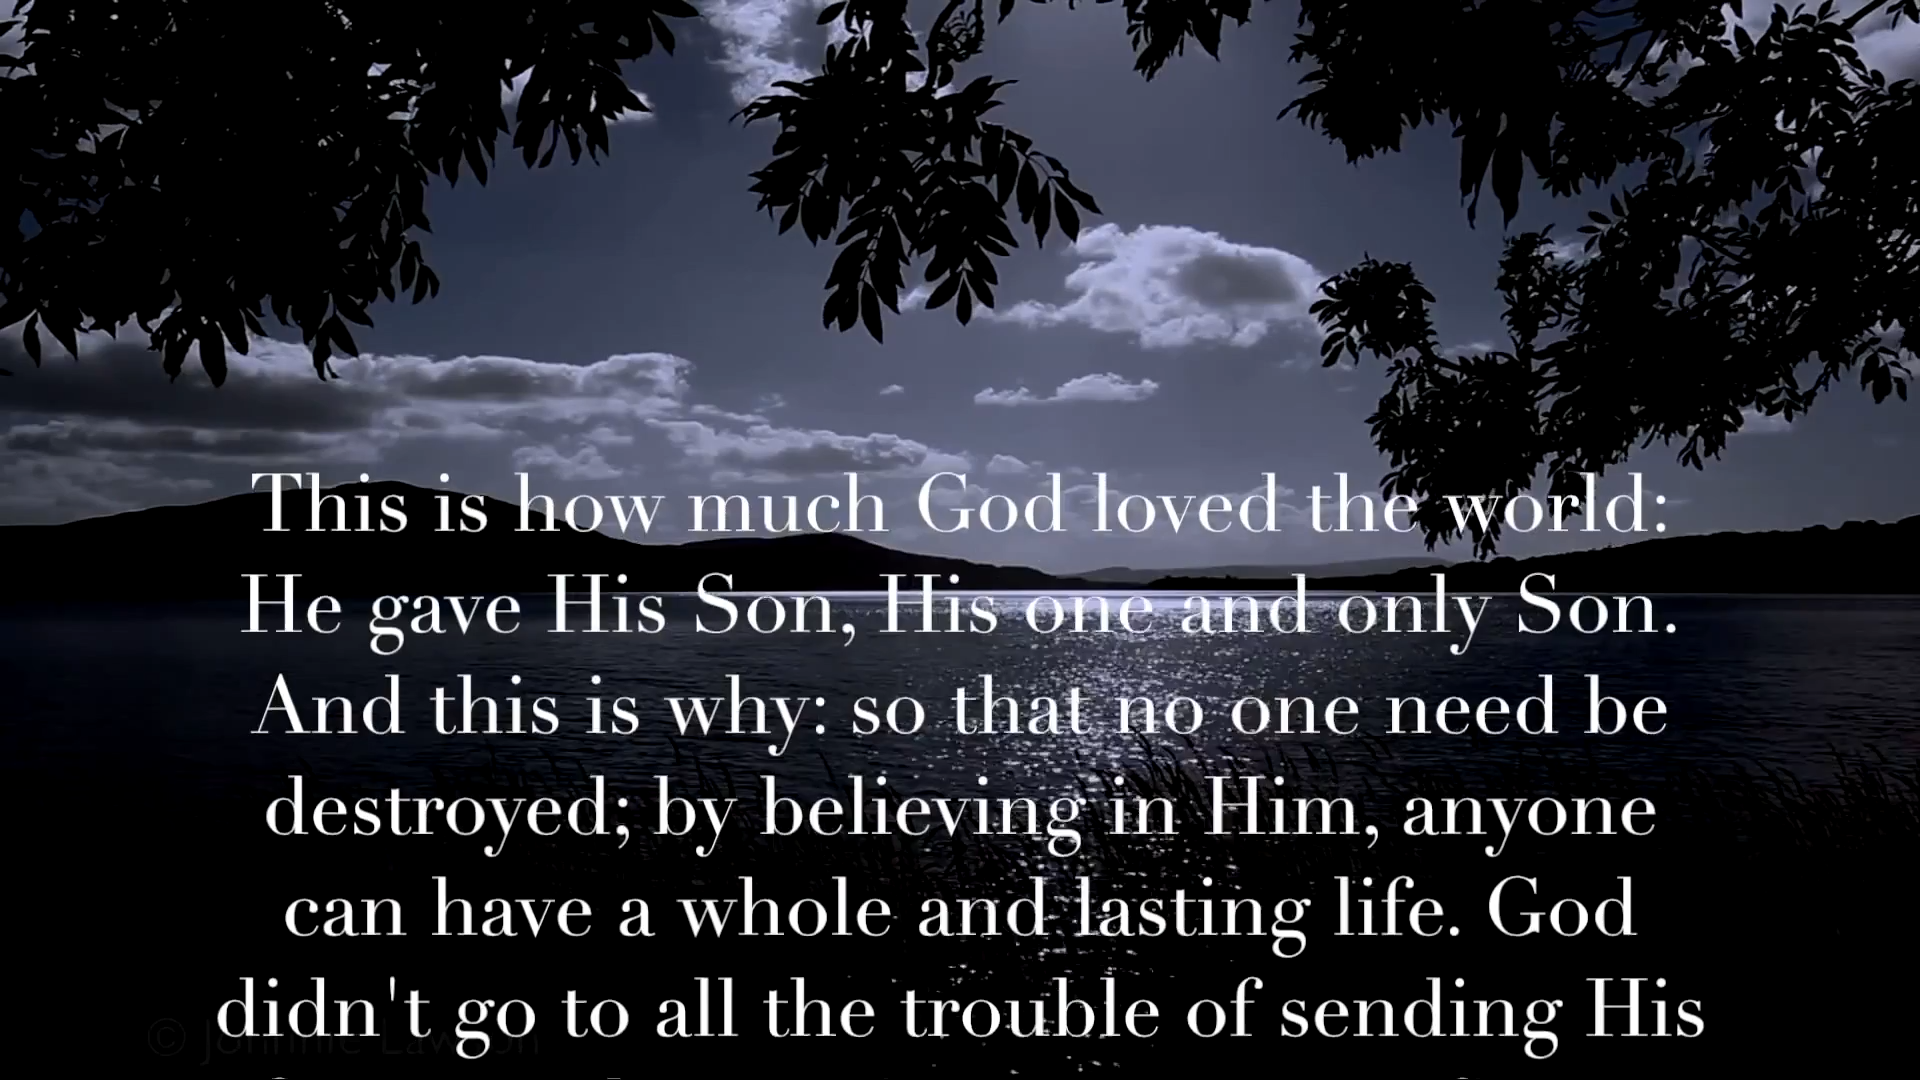 This is how much God loved the world:
He gave His Son, His one and only Son.
And this is why: so that no one need be
destroyed; by believing in Him, anyone
can have a whole and lasting life. God
didn't go to all the trouble of sending His
© Johnnie Lawson